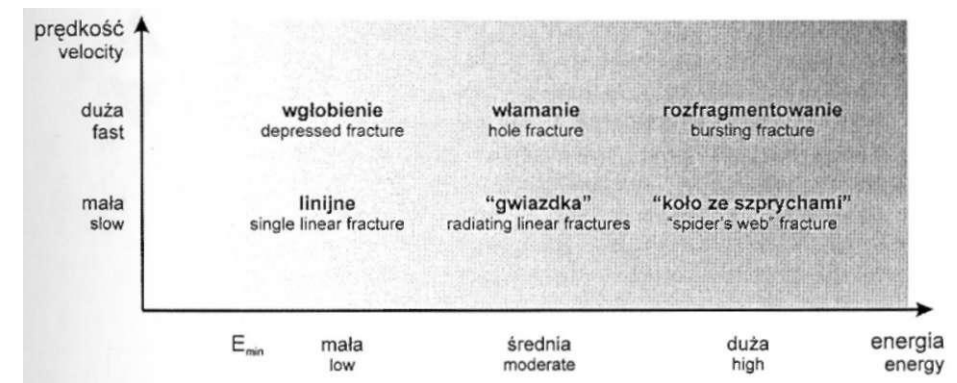 prędkość
velocity
duża
fast
wgłobienie
depressed fracture
włamanie
hole fracture
rozfragmentowanie
bursting fracture
mała
slow
linijne
single linear fracture
“gwiazdka”
radiating linear fractures
“koło ze szprychami”
“spider's web” fracture
Emin
mała
low
średnia
moderate
duża
high
energia
energy